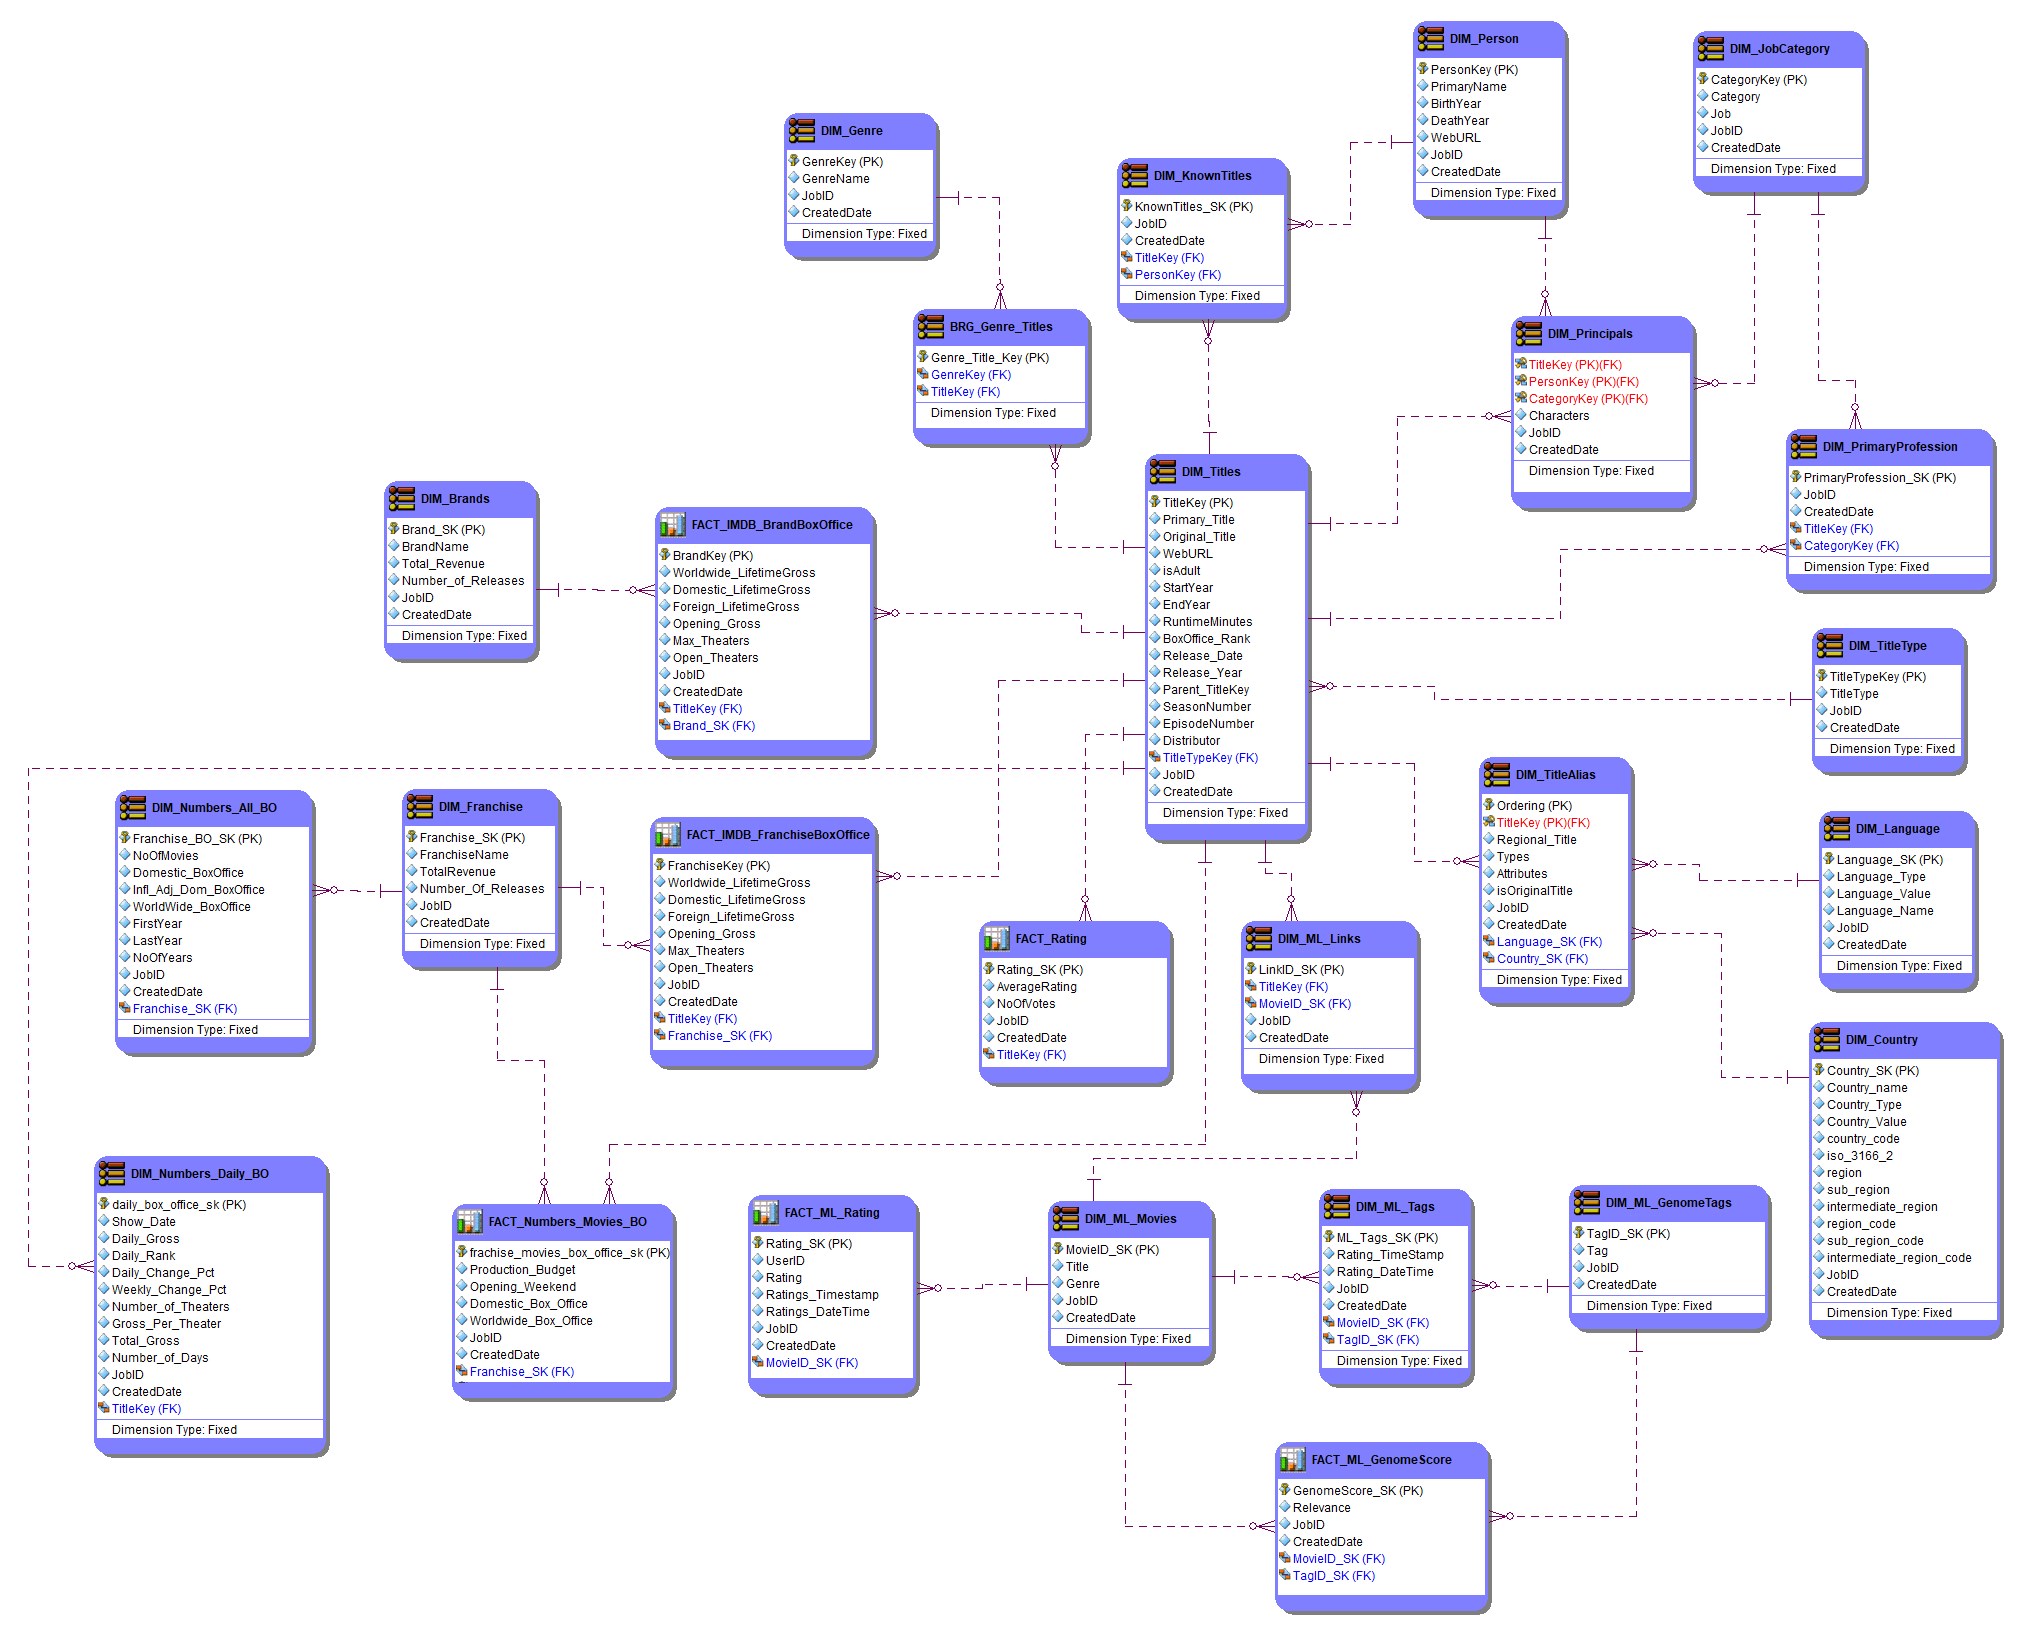 DIM_Person
PersonKey (PK)
PrimaryName
BirthYear
DeathYear
WebURL
JobID
CreatedDate
Dimension Type: Fixed
DIM_JobCategory
CategoryKey (PK)
Category
Job
JobID
CreatedDate
Dimension Type: Fixed
DIM_Genre
GenreKey (PK)
GenreName
JobID
CreatedDate
Dimension Type: Fixed
DIM_KnownTitles
KnownTitles_SK (PK)
JobID
CreatedDate
TitleKey (FK)
PersonKey (FK)
Dimension Type: Fixed
BRG_Genre_Titles
Genre_Title_Key (PK)
GenreKey (FK)
TitleKey (FK)
Dimension Type: Fixed
DIM_Principals
TitleKey (PK)(FK)
PersonKey (PK)(FK)
CategoryKey (PK)(FK)
Characters
JobID
CreatedDate
Dimension Type: Fixed
DIM_PrimaryProfession
PrimaryProfession_SK (PK)
JobID
CreatedDate
TitleKey (FK)
CategoryKey (FK)
Dimension Type: Fixed
DIM_Brands
Brand_SK (PK)
BrandName
Total_Revenue
Number_of_Releases
JobID
CreatedDate
Dimension Type: Fixed
FACT_IMDB_BrandBoxOffice
BrandKey (PK)
Worldwide_LifetimeGross
Domestic_LifetimeGross
Foreign_LifetimeGross
Opening_Gross
Max_Theaters
Open_Theaters
JobID
CreatedDate
TitleKey (FK)
Brand_SK (FK)
DIM_Titles
TitleKey (PK)
Primary_Title
Original_Title
WebURL
isAdult
StartYear
EndYear
RuntimeMinutes
BoxOffice_Rank
Release_Date
Release_Year
Parent_TitleKey
SeasonNumber
EpisodeNumber
Distributor
TitleTypeKey (FK)
JobID
CreatedDate
Dimension Type: Fixed
DIM_TitleType
TitleTypeKey (PK)
TitleType
JobID
CreatedDate
Dimension Type: Fixed
DIM_Numbers_All_BO
Franchise_BO_SK (PK)
NoOfMovies
Domestic_BoxOffice
Infl_Adj_Dom_BoxOffice
WorldWide_BoxOffice
FirstYear
LastYear
NoOfYears
JobID
CreatedDate
Franchise_SK (FK)
Dimension Type: Fixed
DIM_Franchise
Franchise_SK (PK)
FranchiseName
TotalRevenue
Number_Of_Releases
JobID
CreatedDate
Dimension Type: Fixed
FACT_IMDB_FranchiseBoxOffice
FranchiseKey (PK)
Worldwide_LifetimeGross
Domestic_LifetimeGross
Foreign_LifetimeGross
Opening_Gross
Max_Theaters
Open_Theaters
JobID
CreatedDate
TitleKey (FK)
Franchise_SK (FK)
FACT_Rating
Rating_SK (PK)
AverageRating
NoOfVotes
JobID
CreatedDate
TitleKey (FK)
DIM_ML_Links
LinkID_SK (PK)
TitleKey (FK)
MovieID_SK (FK)
JobID
CreatedDate
Dimension Type: Fixed
DIM_TitleAlias
Ordering (PK)
TitleKey (PK)(FK)
Regional_Title
Types
Attributes
isOriginalTitle
JobID
CreatedDate
Language_SK (FK)
Country_SK (FK)
Dimension Type: Fixed
DIM_Language
Language_SK (PK)
Language_Type
Language_Value
Language_Name
JobID
CreatedDate
Dimension Type: Fixed
DIM_Country
Country_SK (PK)
Country_name
Country_Type
Country_Value
country_code
iso_3166_2
region
sub_region
intermediate_region
region_code
sub_region_code
intermediate_region_code
JobID
CreatedDate
Dimension Type: Fixed
DIM_Numbers_Daily_BO
daily_box_office_sk (PK)
Show_Date
Daily_Gross
Daily_Rank
Daily_Change_Pct
Weekly_Change_Pct
Number_of_Theaters
Gross_Per_Theater
Total_Gross
Number_of_Days
JobID
CreatedDate
TitleKey (FK)
Dimension Type: Fixed
FACT_Numbers_Movies_BO
frachise_movies_box_office_sk (PK)
Production_Budget
Opening_Weekend
Domestic_Box_Office
Worldwide_Box_Office
JobID
CreatedDate
Franchise_SK (FK)
FACT_ML_Rating
Rating_SK (PK)
UserID
Rating
Ratings_Timestamp
Ratings_DateTime
JobID
CreatedDate
MovieID_SK (FK)
DIM_ML_Movies
MovieID_SK (PK)
Title
Genre
JobID
CreatedDate
Dimension Type: Fixed
DIM_ML_Tags
ML_Tags_SK (PK)
Rating_TimeStamp
Rating_DateTime
JobID
CreatedDate
MovieID_SK (FK)
TagID_SK (FK)
Dimension Type: Fixed
DIM_ML_GenomeTags
TagID_SK (PK)
Tag
JobID
CreatedDate
Dimension Type: Fixed
FACT_ML_GenomeScore
GenomeScore_SK (PK)
Relevance
JobID
CreatedDate
MovieID_SK (FK)
TagID_SK (FK)